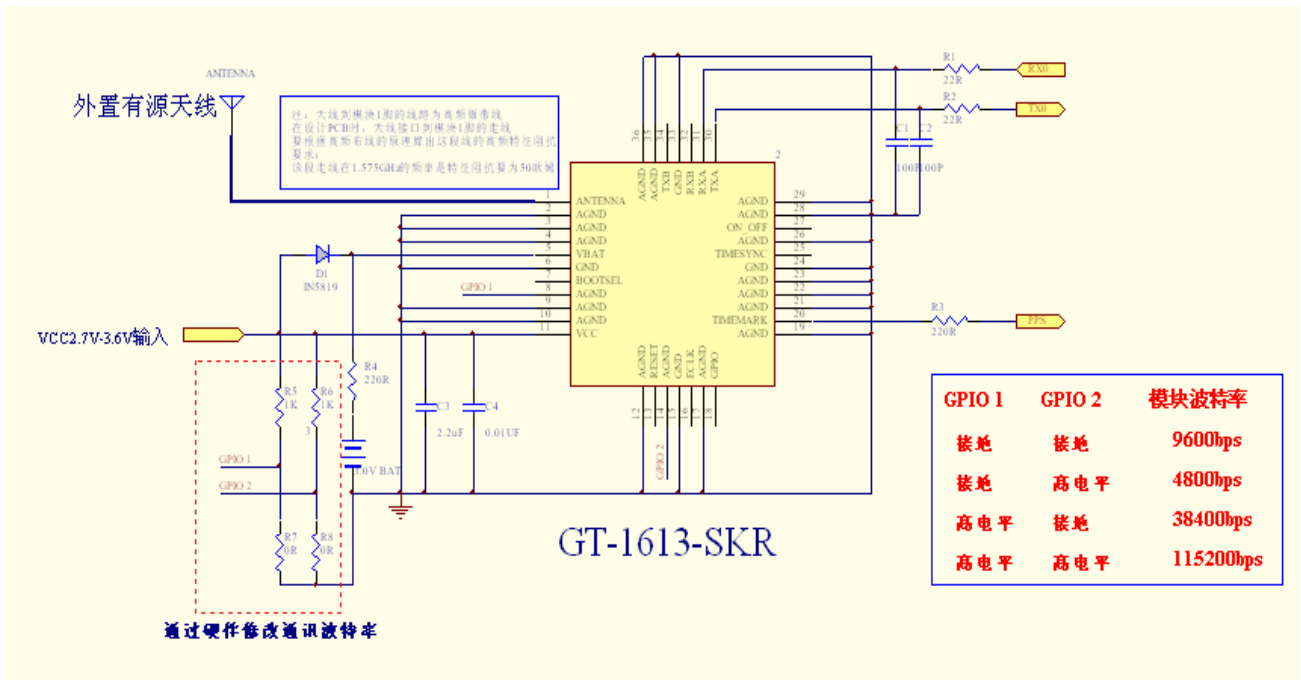 ANTENNA
外置有源天线
注：天线到模块1脚的线路为高频微带线
在设计PCB时，天线接口到模块1脚的走线
要根据高频布线的原理算出这段线的高频特征阻抗
要求：
该段走线在1.575GHz的频率是特征阻抗要为50欧姆
R1
22R
RX0
R2
22R
TX0
C1
C2
100P
100P
2
36
35
34
33
32
31
30
AGND
AGND
TXB
GND
RXB
RXA
TXA
1 ANTENNA
2 AGND
3 AGND
4 AGND
5 VBAT
6 GND
7 BOOTSEL
8 AGND
9 AGND
10 AGND
11 VCC
AGND 29
AGND 28
ON_OFF 27
AGND 26
TIMESYNC 25
GND 24
AGND 23
AGND 22
AGND 21
TIMEMARK 20
AGND 19
AGND
RESET
AGND
GND
ECLK
AGND
GPIO
12
13
14
15
16
17
18
D1
IN5819
GPIO 1
VCC2.7V-3.6V输入
R3
220R
PPS
R4
220R
R5
1K
R6
1K
3
C3
2.2uF
C4
0.01UF
GPIO 2
.0V BAT
GPIO 1
GPIO 2
R7
0R
R8
0R
GT-1613-SKR
通过硬件修改通讯波特率
GPIO 1 GPIO 2 模块波特率
接地 接地 9600bps
接地 高电平 4800bps
高电平 接地 38400bps
高电平 高电平 115200bps